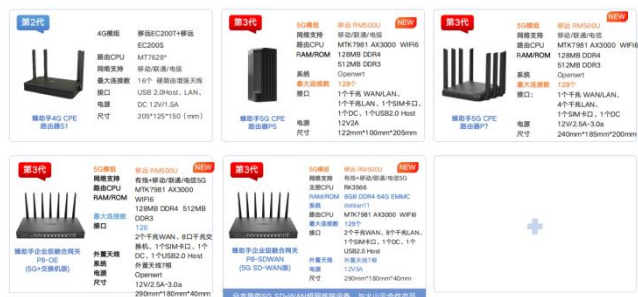 第2代
4G模组 移远EC200T+移远
EC200S
路由CPU MT7628*
网络支持 移动/联通/电信
最大连接数 16个 硬路由增强天线
接口 USB 2.0Host、LAN、
电源 DC 12V/1.5A
尺寸 205*125*150（mm）
蜂助手4G CPE
路由器S1
第3代
NEW
5G模组 移远 RM500U
网络支持 移动/联通/电信
路由CPU MTK7981 AX3000 WIFI6
RAM/ROM 128MB DDR4
512MB DDR3
系统 Openwrt
最大连接数 128个
接口 1个千兆 WAN/LAN、
1个千兆LAN、1个SIM卡口、
1个DC、1个USB2.0 Host
电源 12V2A
尺寸 122mm*100mm*205mm
蜂助手5G CPE
路由器P5
第3代
NEW
5G模组 移远 RM500U
网络支持 移动/联通/电信
路由CPU MTK7981 AX3000 WIFI6
RAM/ROM 128MB DDR4
512MB DDR3
系统 Openwrt
最大连接数 128个
接口: 1个千兆 WAN/LAN、
4个千兆LAN、
1个SIM卡口、1个DC
电源 12V/2.5A-3.0a
尺寸 240mm*185mm*200mm
蜂助手5G CPE
路由器P7
第3代
NEW
5G模组 移远 RM500U
网络支持 有线+移动/联通/电信5G
路由CPU MTK7981 AX3000
WIFI6
RAM/ROM 128MB DDR4 512MB
DDR3
最大连接数 128
接口 2个千兆WAN、8口千兆交
换机、1个SIM卡口、1个
DC、1个USB2.0 Host
外置天线 外置天线7根
系统 Openwrt
电源 12V/2.5A-3.0a
尺寸 290mm*180mm*40mm
蜂助手企业级融合网关
P8-OE
(5G+交换机版)
第3代
NEW
5G模组 移远 RM500U
网络支持 有线+移动/联通/电信5G
主控CPU RK3566
RAM/ROM 8GB DDR4 64G EMMC
系统 debian11
路由CPU MTK7981 AX3000 WIFI6
最大连接数 128个
接口 2个千兆WAN、8个千兆LAN、
1个SIM卡口、1个DC、1个
USB2.0 Host
外置天线 外置天线7根
电源 12V3A
尺寸 290mm*180mm*40mm
蜂助手企业级融合网关
P8-SDWAN
(5G SD-WAN版)